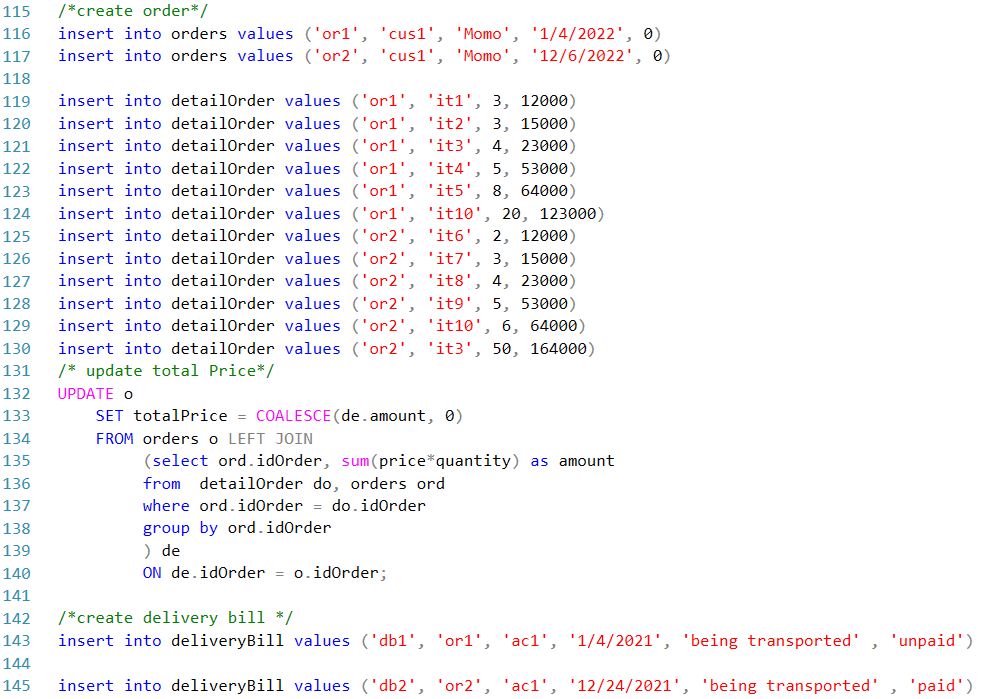 115 /*create order*/
116 insert into orders values ('or1', 'cus1', 'Momo', '1/4/2022', 0)
117 insert into orders values ('or2', 'cus1', 'Momo', '12/6/2022', 0)
118
119 insert into detailOrder values ('or1', 'it1', 3, 12000)
120 insert into detailOrder values ('or1', 'it2', 3, 15000)
121 insert into detailOrder values ('or1', 'it3', 4, 23000)
122 insert into detailOrder values ('or1', 'it4', 5, 53000)
123 insert into detailOrder values ('or1', 'it5', 8, 64000)
124 insert into detailOrder values ('or1', 'it10', 20, 123000)
125 insert into detailOrder values ('or2', 'it6', 2, 12000)
126 insert into detailOrder values ('or2', 'it7', 3, 15000)
127 insert into detailOrder values ('or2', 'it8', 4, 23000)
128 insert into detailOrder values ('or2', 'it9', 5, 53000)
129 insert into detailOrder values ('or2', 'it10', 6, 64000)
130 insert into detailOrder values ('or2', 'it3', 50, 164000)
131 /* update total Price*/
132 UPDATE o
133 SET totalPrice = COALESCE(de.amount, 0)
134 FROM orders o LEFT JOIN
135 (select ord.idOrder, sum(price*quantity) as amount
136 from  detailOrder do, orders ord
137 where ord.idOrder = do.idOrder
138 group by ord.idOrder
139 ) de
140 ON de.idOrder = o.idOrder;
141
142 /*create delivery bill */
143 insert into deliveryBill values ('db1', 'or1', 'ac1', '1/4/2021', 'being transported' , 'unpaid')
144
145 insert into deliveryBill values ('db2', 'or2', 'ac1', '12/24/2021', 'being transported' , 'paid')